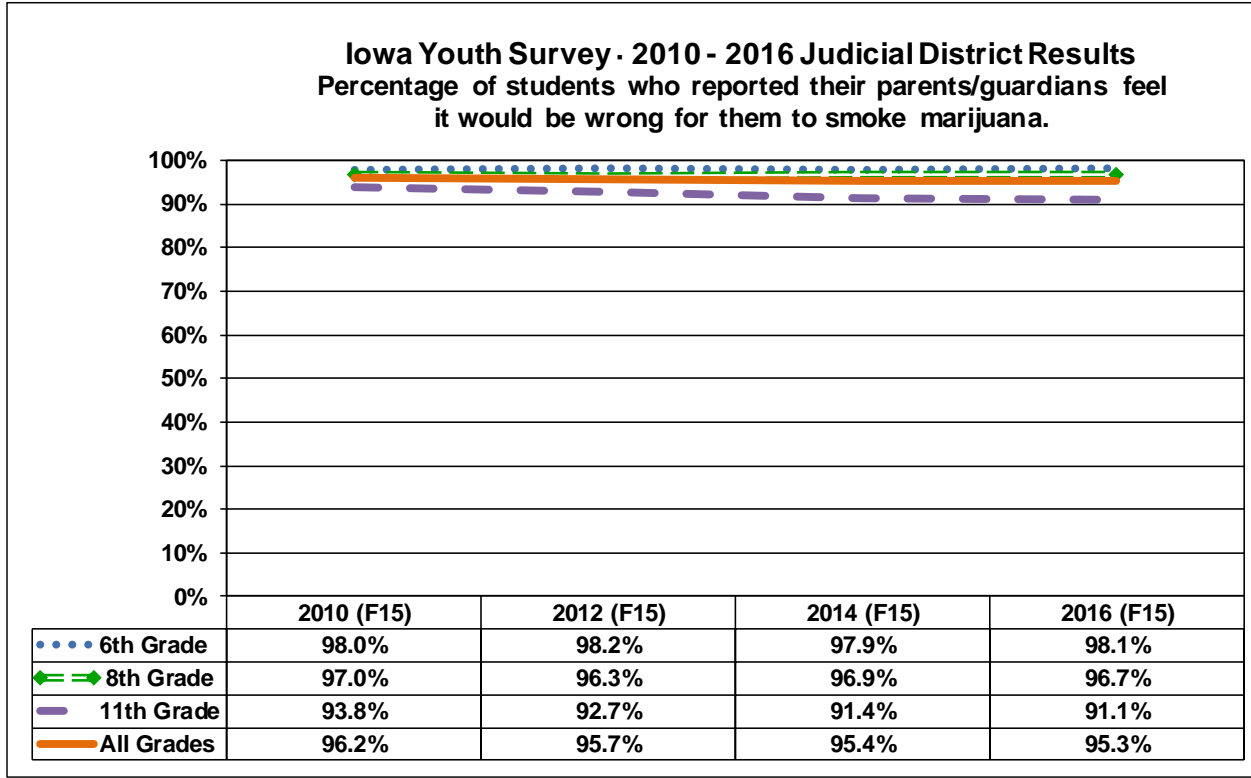 Iowa Youth Survey · 2010 - 2016 Judicial District Results
Percentage of students who reported their parents/guardians feel
it would be wrong for them to smoke marijuana.
100%
90%
80%
70%
60%
50%
40%
30%
20%
10%
0%
2010 (F15) 2012 (F15) 2014 (F15) 2016 (F15)
6th Grade 98.0% 98.2% 97.9% 98.1%
8th Grade 97.0% 96.3% 96.9% 96.7%
11th Grade 93.8% 92.7% 91.4% 91.1%
All Grades 96.2% 95.7% 95.4% 95.3%